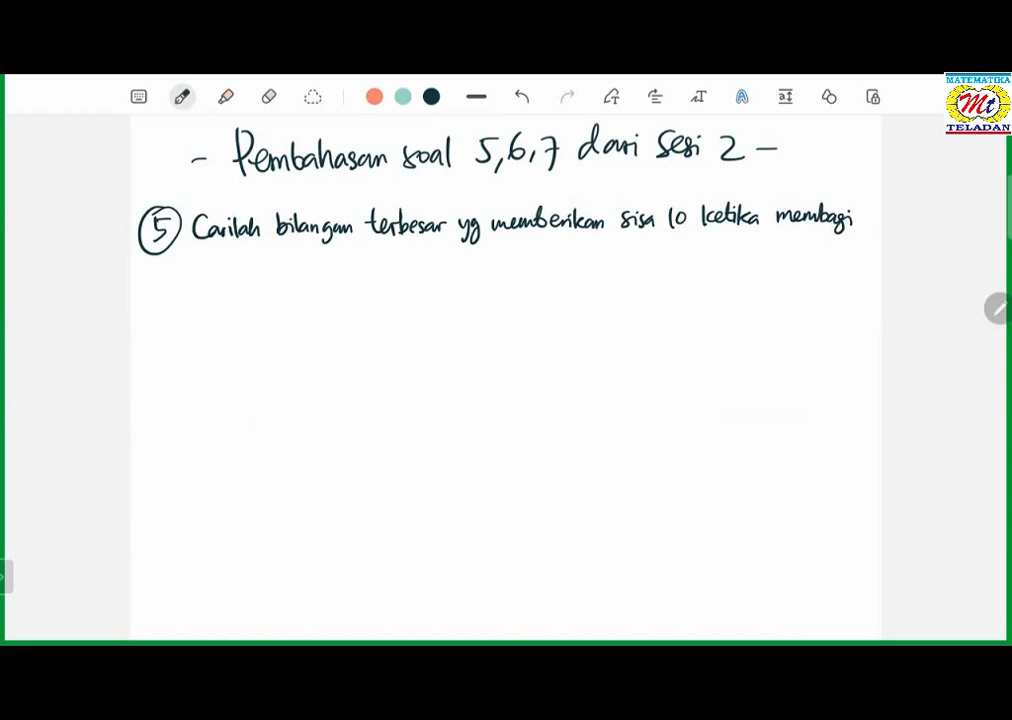 MATEMATIKA
Mt
TELADAN
- Pembahasan soal 5,6,7 dari sesi 2 -
5 Carilah bilangan terbesar yg memberikan sisa 10 ketika membagi